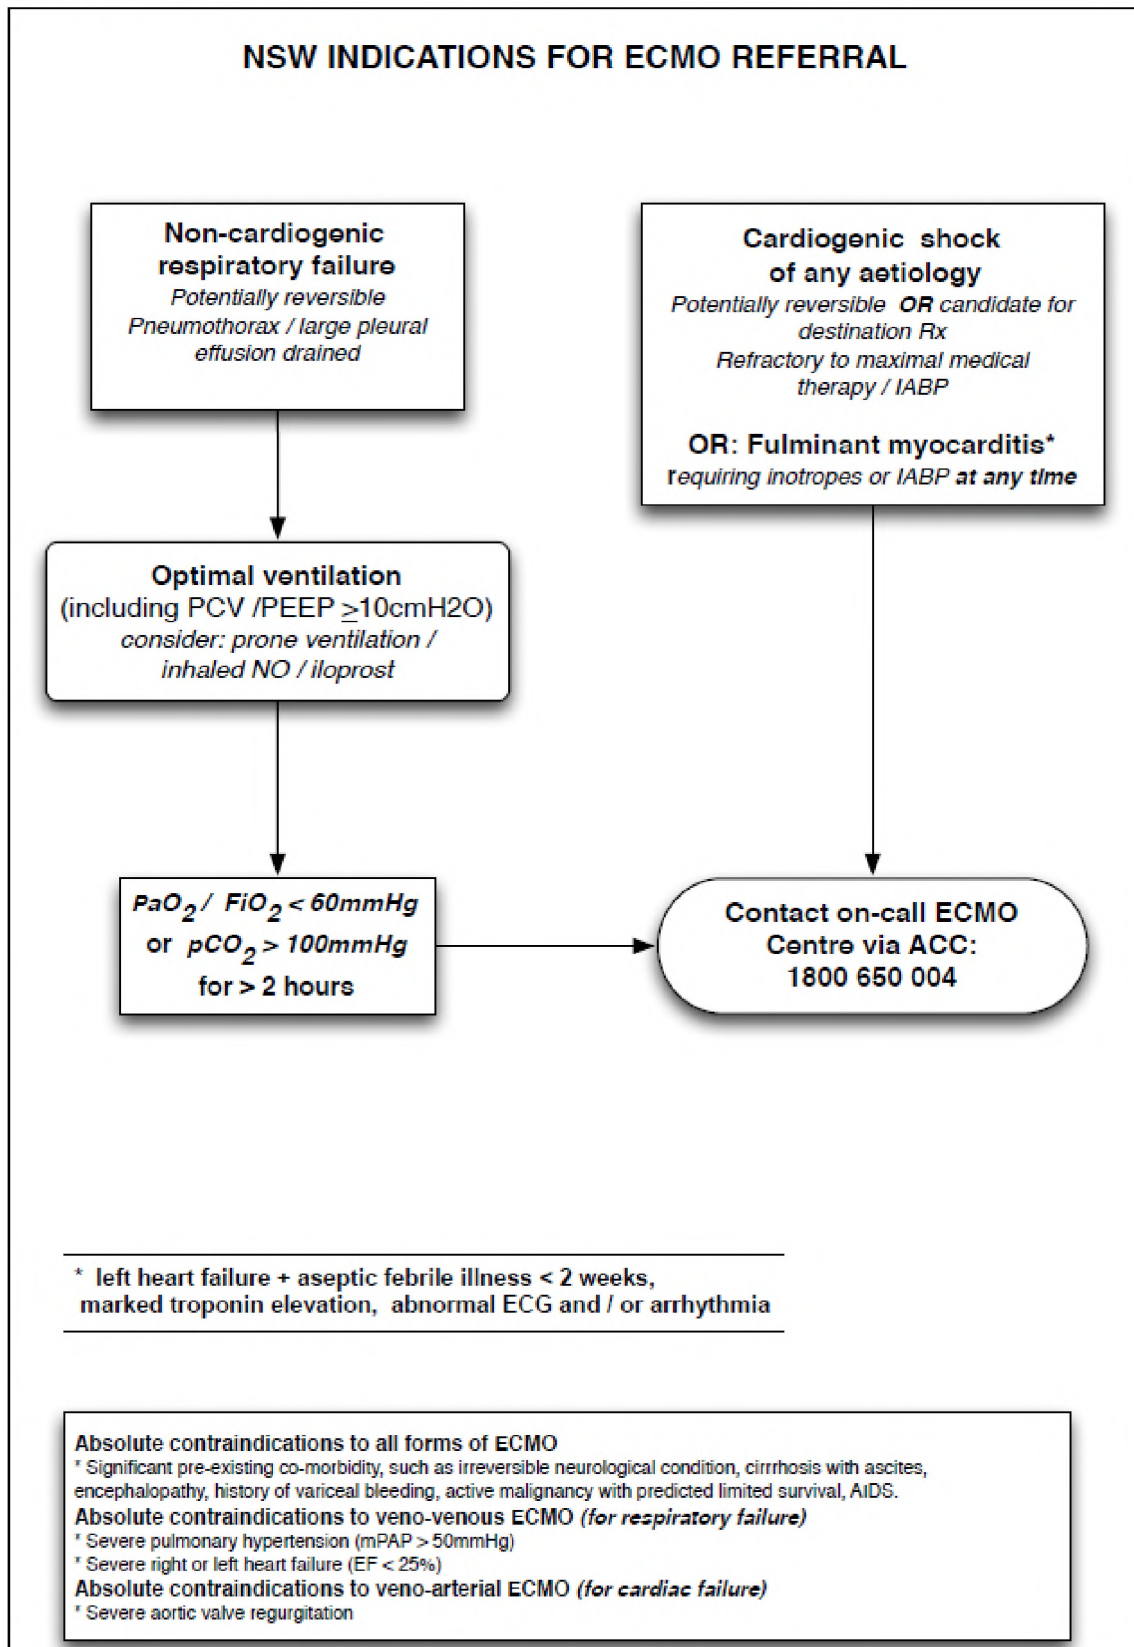 NSW INDICATIONS FOR ECMO REFERRAL
Non-cardiogenic
respiratory failure
Potentially reversible
Pneumothorax / large pleural
effusion drained
Cardiogenic shock
of any aetiology
Potentially reversible OR candidate for
destination Rx
Refractory to maximal medical
therapy / IABP
OR: Fulminant myocarditis*
requiring inotropes or IABP at any time
Optimal ventilation
(including PCV /PEEP ≥10cmH2O)
consider: prone ventilation /
inhaled NO / iloprost
PaO₂ / FiO₂ < 60mmHg
or pCO₂ > 100mmHg
for > 2 hours
Contact on-call ECMO
Centre via ACC:
1800 650 004
* left heart failure + aseptic febrile illness < 2 weeks,
marked troponin elevation, abnormal ECG and / or arrhythmia
Absolute contraindications to all forms of ECMO
* Significant pre-existing co-morbidity, such as irreversible neurological condition, cirrrhosis with ascites,
encephalopathy, history of variceal bleeding, active malignancy with predicted limited survival, AIDS.
Absolute contraindications to veno-venous ECMO (for respiratory failure)
* Severe pulmonary hypertension (mPAP > 50mmHg)
* Severe right or left heart failure (EF < 25%)
Absolute contraindications to veno-arterial ECMO (for cardiac failure)
* Severe aortic valve regurgitation